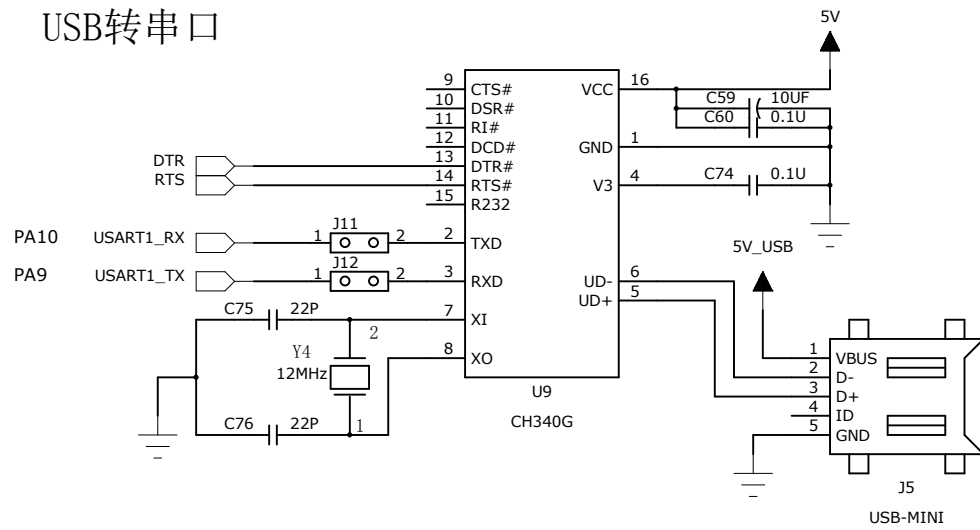 USB转串口
5V
9 CTS# VCC 16
10 DSR# C59 10UF
11 RI# C60 0.1U
12 DCD# GND 1
DTR 13 DTR#
RTS 14 RTS# V3 4 C74 0.1U
15 R232
PA10 USART1_RX 1 J11 2 2 TXD
5V_USB
PA9 USART1_TX 1 J12 2 3 RXD UD- 6
UD+ 5
C75 22P 7 XI
2
Y4 8 XO 1 VBUS
12MHz U9 2 D-
3 D+
C76 22P 1 CH340G 4 ID
5 GND
J5
USB-MINI